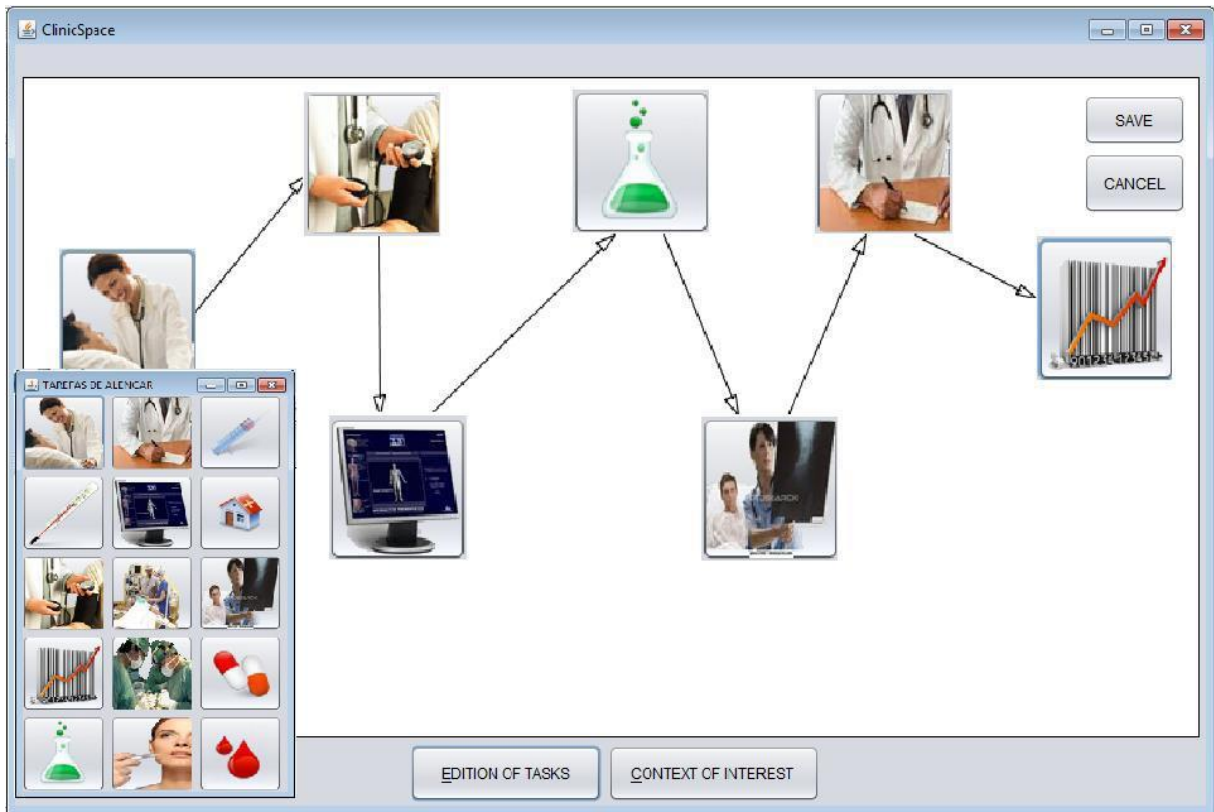 ClinicSpace
SAVE
CANCEL
TAREFAS DE ALENCAR
EDITION OF TASKS
CONTEXT OF INTEREST